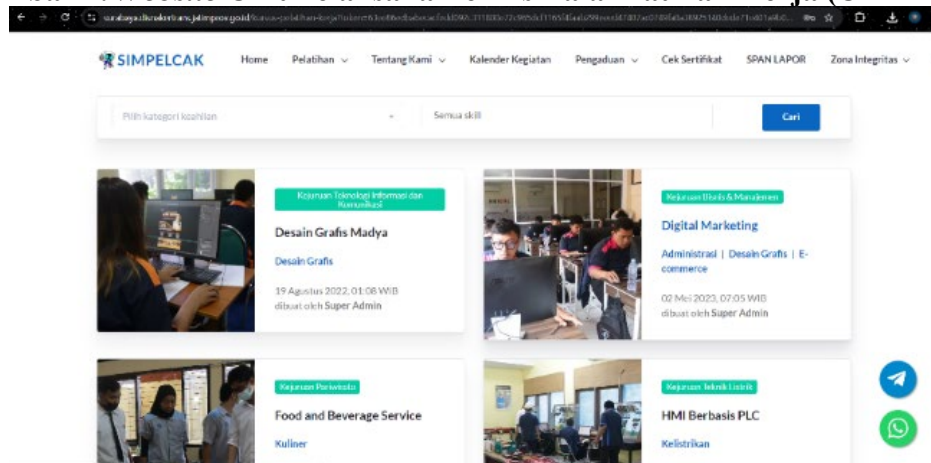 SIMPELCAK
Home Pelatihan Tentang Kami Kalender Kegiatan Pengaduan Cek Sertifikat SPAN LAPOR Zona Integritas
Pilih kategori keahlian Semua skill Cari
Kejuruan Teknologi Informasi dan
Komunikasi
Desain Grafis Madya
Desain Grafis
19 Agustus 2022, 01:08 WIB
dibuat oleh Super Admin
Kejuruan Bisnis & Manajemen
Digital Marketing
Administrasi | Desain Grafis | E-
commerce
02 Mei 2023, 07:05 WIB
dibuat oleh Super Admin
Kejuruan Pariwisata
Food and Beverage Service
Kuliner
Kejuruan Teknik Listrik
HMI Berbasis PLC
Kelistrikan